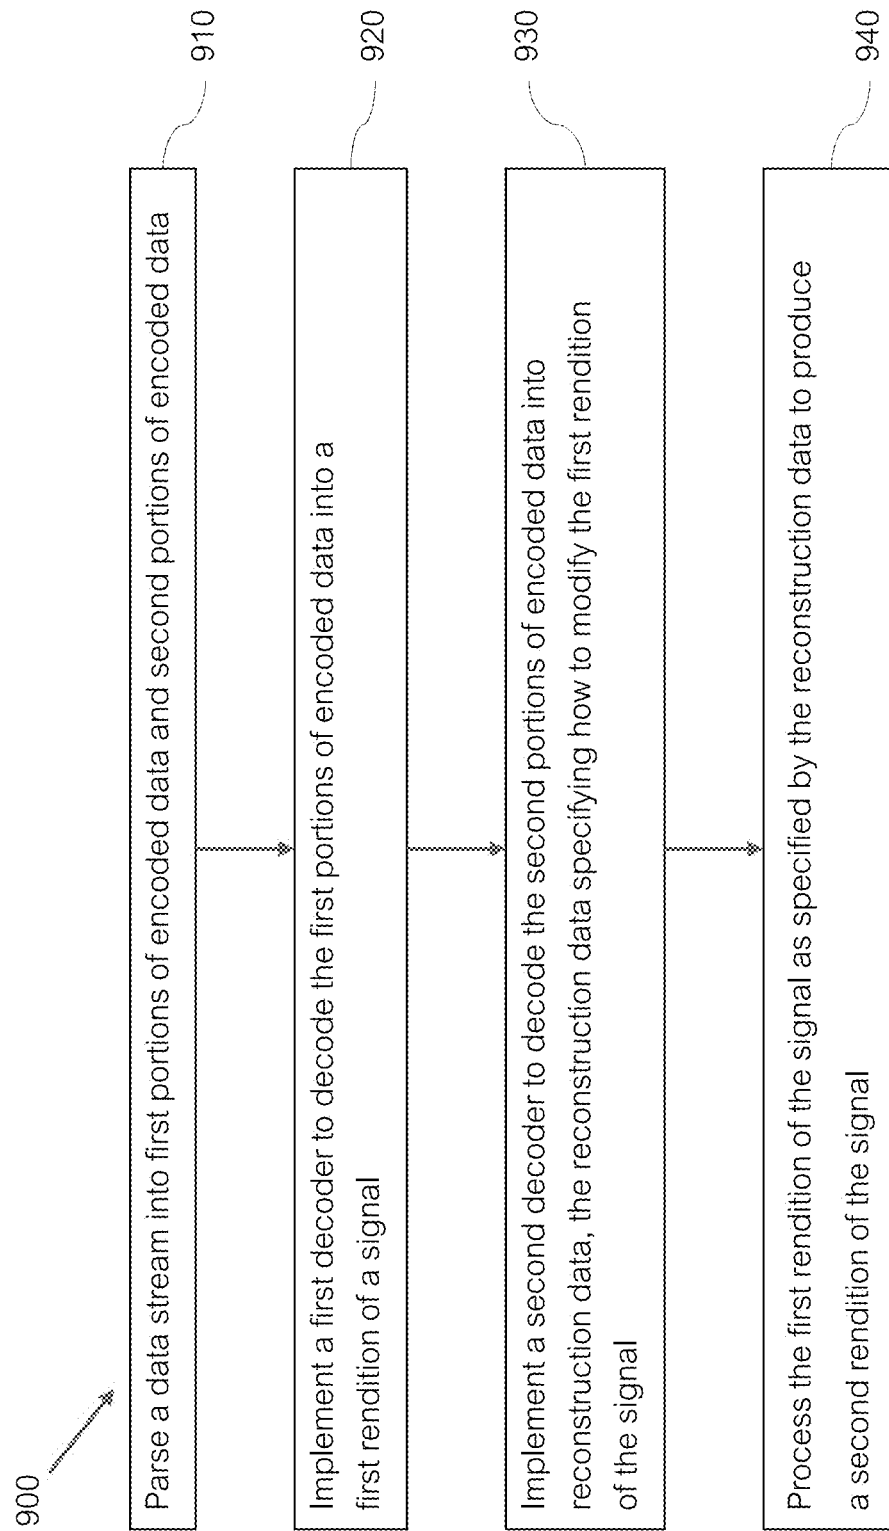 900
Parse a data stream into first portions of encoded data and second portions of encoded data
910
Implement a first decoder to decode the first portions of encoded data into a
first rendition of a signal
920
Implement a second decoder to decode the second portions of encoded data into
reconstruction data, the reconstruction data specifying how to modify the first rendition
of the signal
930
Process the first rendition of the signal as specified by the reconstruction data to produce
a second rendition of the signal
940